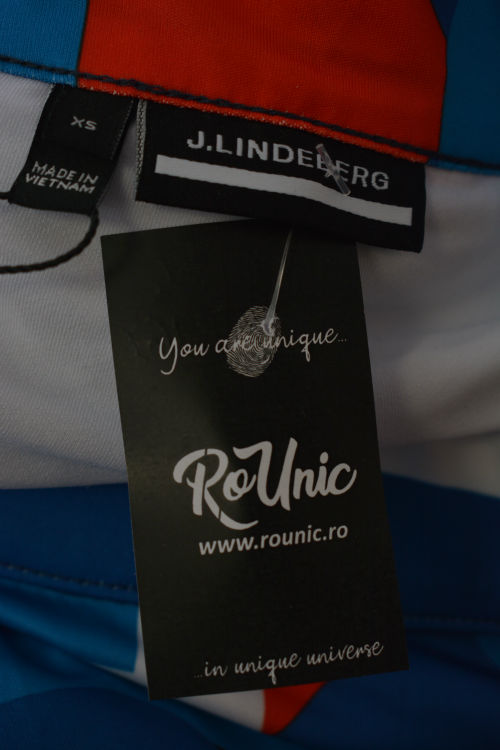 XS
MADE IN
VIETNAM
J.LINDEBERG
You are unique...
RoUnic
www.rounic.ro
...in unique universe